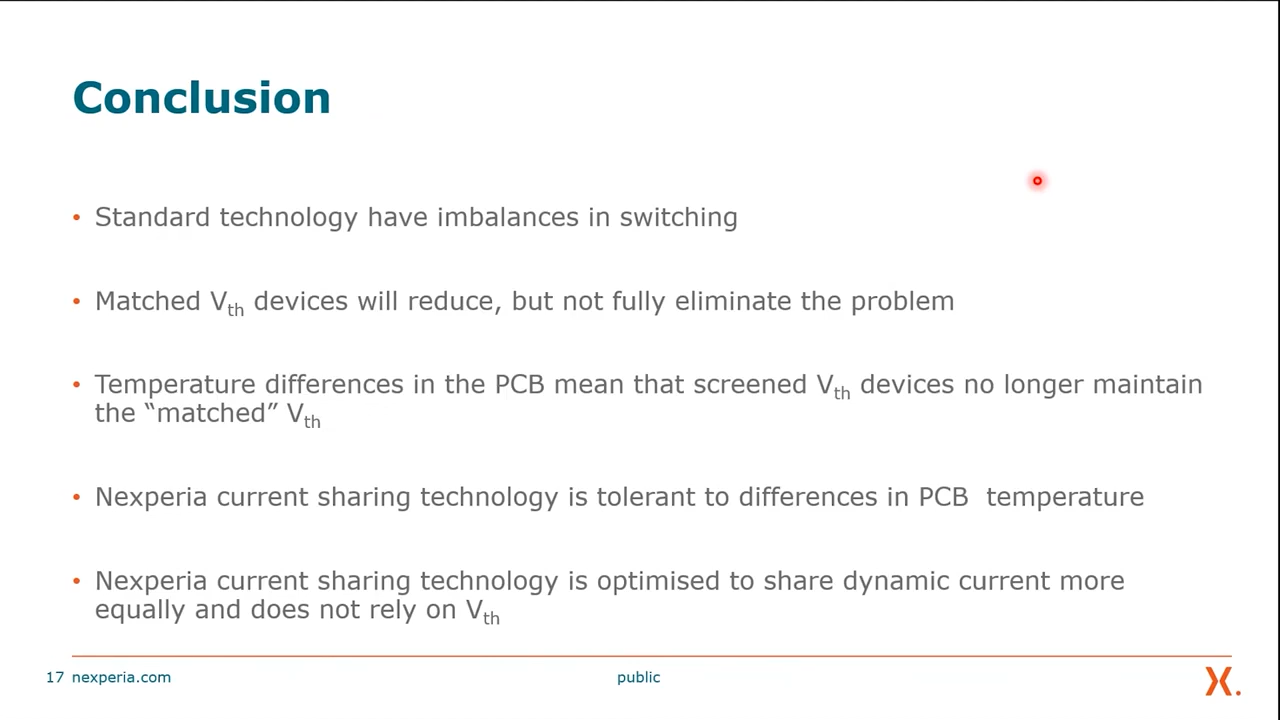 Conclusion
• Standard technology have imbalances in switching
• Matched Vth devices will reduce, but not fully eliminate the problem
• Temperature differences in the PCB mean that screened Vth devices no longer maintain
the “matched” Vth
• Nexperia current sharing technology is tolerant to differences in PCB  temperature
• Nexperia current sharing technology is optimised to share dynamic current more
equally and does not rely on Vth
17 nexperia.com public